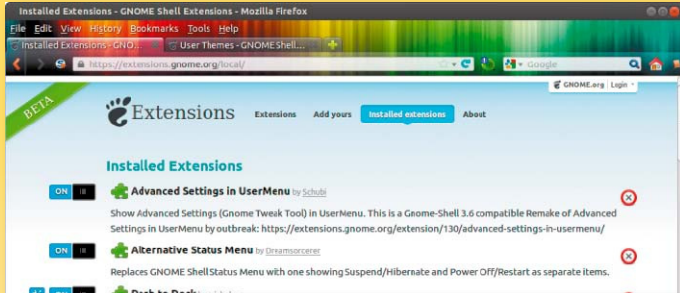 Installed Extensions - GNOME Shell Extensions - Mozilla Firefox
File Edit View History Bookmarks Tools Help
Installed Extensions - GNO... User Themes - GNOME Shell...
https://extensions.gnome.org/local/ Google
GNOME.org Login
BETA
Extensions Extensions Add yours Installed extensions About
Installed Extensions
ON Advanced Settings in UserMenu by Schubi
Show Advanced Settings (Gnome Tweak Tool) in UserMenu. This is a Gnome-Shell 3.6 compatible Remake of Advanced
Settings in UserMenu by outbreak: https://extensions.gnome.org/extension/130/advanced-settings-in-usermenu/
ON Alternative Status Menu by Dreamsorcerer
Replaces GNOME Shell Status Menu with one showing Suspend/Hibernate and Power Off/Restart as separate items.
ON Dash to Dock